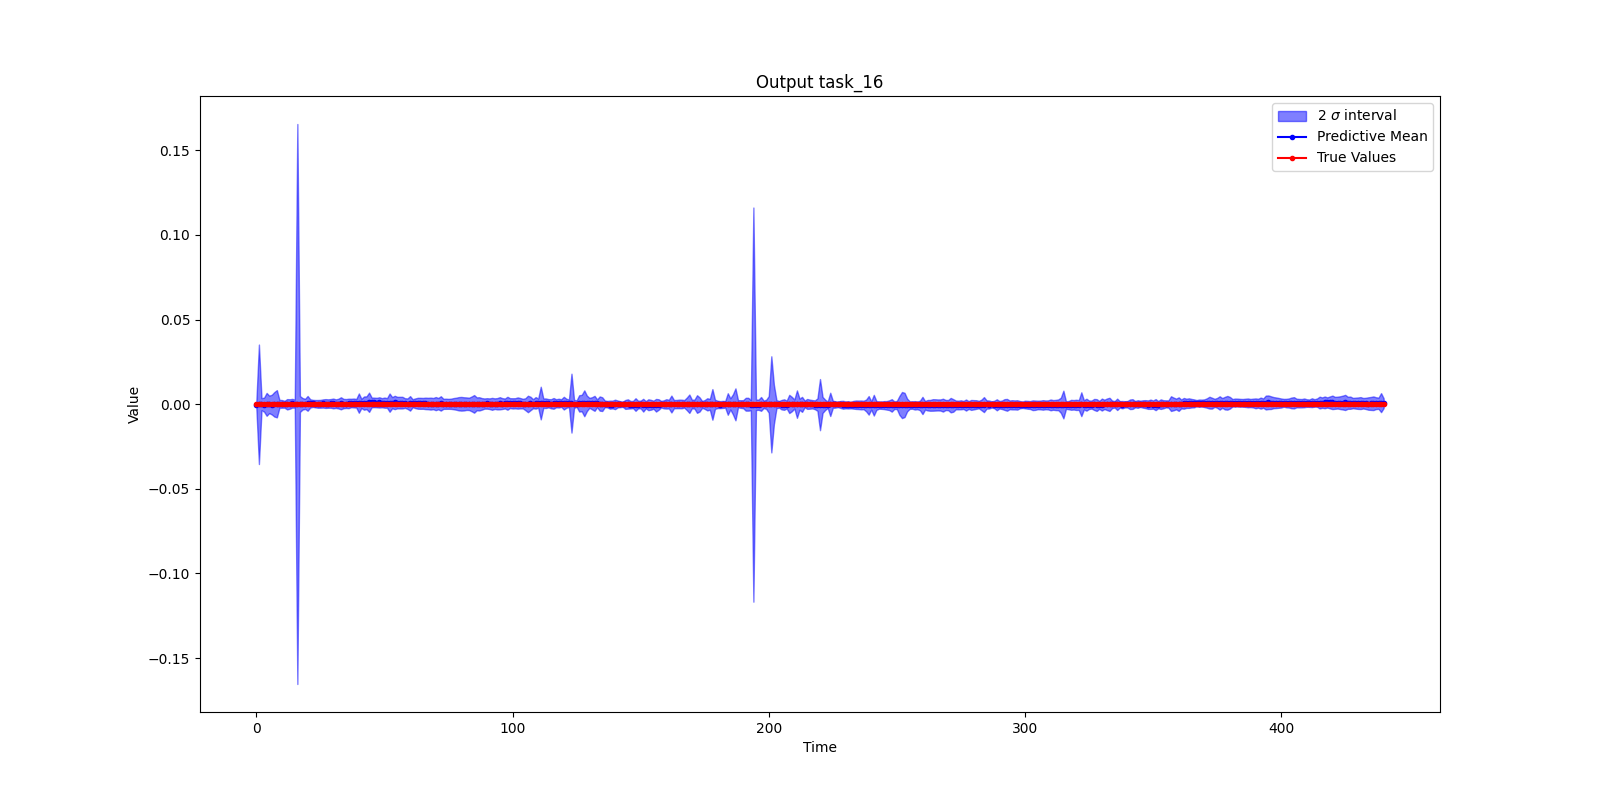 Output task_16
2 σ interval
Predictive Mean
True Values
0.15
0.10
0.05
0.00
−0.05
−0.10
−0.15
Value
0
100
200
300
400
Time